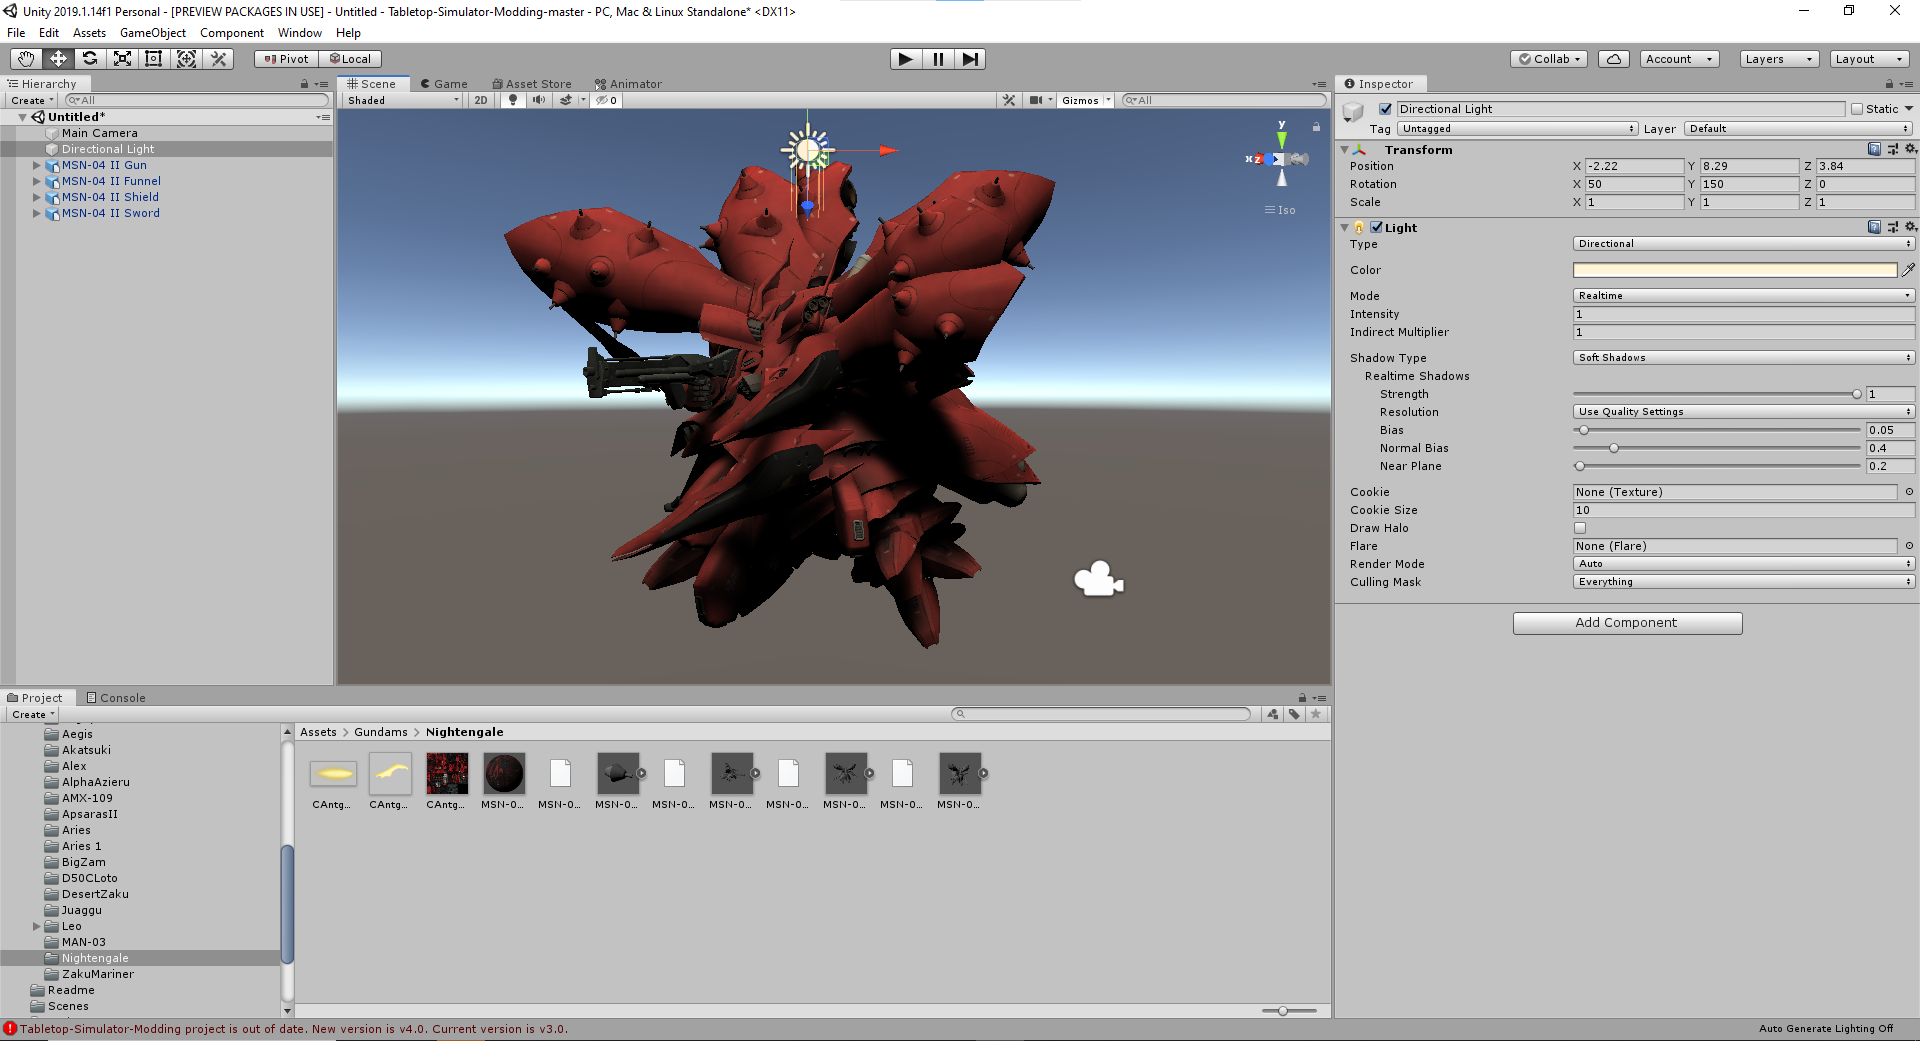 Unity 2019.1.14f1 Personal - [PREVIEW PACKAGES IN USE] - Untitled - Tabletop-Simulator-Modding-master - PC, Mac & Linux Standalone* <DX11>
File Edit Assets GameObject Component Window Help
Pivot Local Collab Account Layers Layout
Hierarchy
Create All
Untitled*
Main Camera
Directional Light
MSN-04 II Gun
MSN-04 II Funnel
MSN-04 II Shield
MSN-04 II Sword
Scene Game Asset Store Animator
Shaded 2D 0 Gizmos All
y
x z
Iso
Inspector
Directional Light Static
Tag Untagged Layer Default
Transform
Position X -2.22 Y 8.29 Z 3.84
Rotation X 50 Y 150 Z 0
Scale X 1 Y 1 Z 1
Light
Type Directional
Color
Mode Realtime
Intensity 1
Indirect Multiplier 1
Shadow Type Soft Shadows
Realtime Shadows
Strength 1
Resolution Use Quality Settings
Bias 0.05
Normal Bias 0.4
Near Plane 0.2
Cookie None (Texture)
Cookie Size 10
Draw Halo
Flare None (Flare)
Render Mode Auto
Culling Mask Everything
Add Component
Project Console
Create
Aegis
Akatsuki
Alex
AlphaAzieru
AMX-109
ApsarasII
Aries
Aries 1
BigZam
D50CLoto
DesertZaku
Juaggu
Leo
MAN-03
Nightengale
ZakuMariner
Readme
Scenes
Assets > Gundams > Nightengale
CAntg... CAntg... CAntg... MSN-0... MSN-0... MSN-0... MSN-0... MSN-0... MSN-0... MSN-0... MSN-0... MSN-0...
Tabletop-Simulator-Modding project is out of date. New version is v4.0. Current version is v3.0.
Auto Generate Lighting Off